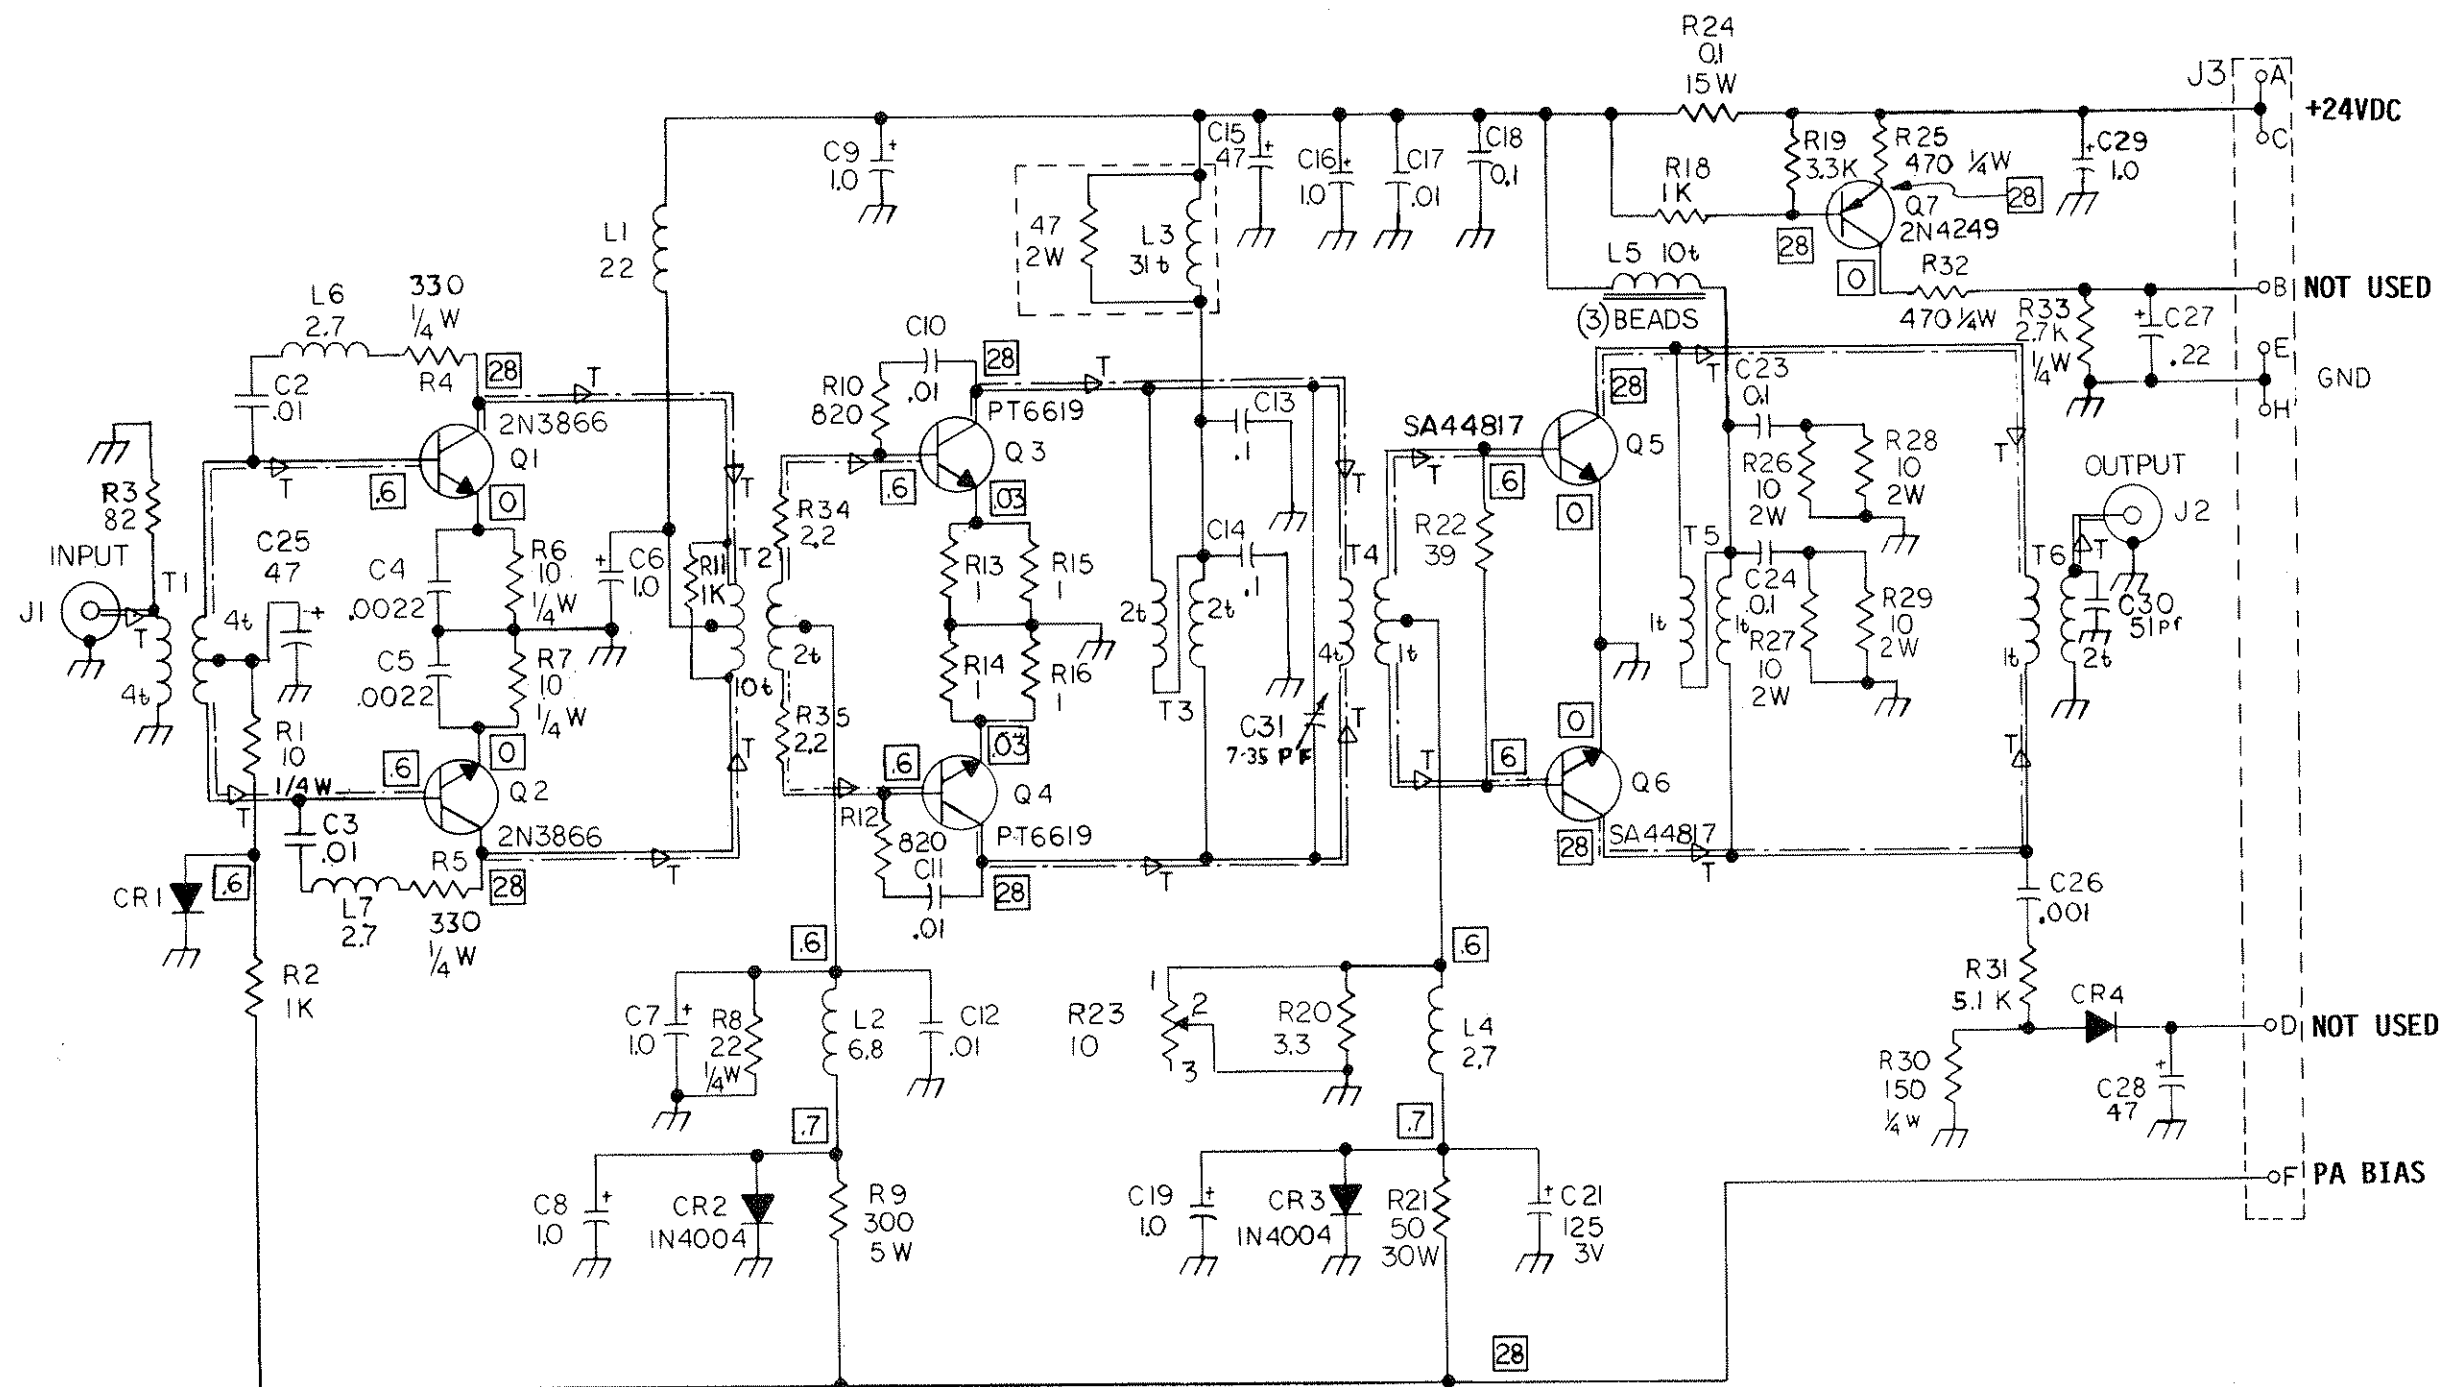 R24
0.1
15W
J3
A
+24VDC
C
C9
1.0
+
C15
47
+
C16
1.0
+
C17
.01
C18
0.1
R18
1K
R19
3.3K
R25
470 1/4W
+
C29
1.0
28
Q7
2N4249
28
L1
22
47
2W
L3
31t
L5 10t
(3) BEADS
0
R32
470 1/4W
B
NOT USED
R33
2.7K
1/4W
+
C27
.22
E
GND
H
L6
2.7
330
1/4 W
R4
28
T
C2
.01
2N3866
Q1
T
.6
0
T
R10
820
C10
.01
28
T
PT6619
Q3
.6
.03
C13
.1
T
SA44817
T
28
Q5
.6
0
T
C23
0.1
R26
10
2W
R28
10
2W
T
OUTPUT
J2
R3
82
INPUT
J1
T1
T
4t
4t
C25
47
+
C4
.0022
R6
10
1/4W
+
C6
1.0
R11
1K
T2
10t
R34
2.2
2t
R13
1
R15
1
C14
.1
2t
2t
T3
T4
4t
1t
R22
39
T5
1t
1t
C24
0.1
R27
10
2W
R29
10
2W
T6
T
1t
2t
C30
51pf
C5
.0022
R7
10
1/4W
R14
1
R16
1
R35
2.2
C31
7-35 PF
T
R1
10
1/4W
.6
0
Q2
2N3866
T
T
T
.6
.03
Q4
PT6619
R12
820
C11
.01
28
T
.6
0
T
Q6
28
SA44817
T
T
C3
.01
R5
28
L7
2.7
330
1/4 W
CR1
.6
R2
1K
C26
.001
R31
5.1 K
CR4
D
NOT USED
R30
150
1/4 W
C28
47
+
.6
C7
1.0
+
R8
22
1/4W
L2
6.8
C12
.01
.7
C8
1.0
+
CR2
1N4004
R9
300
5W
.6
R23
10
1
2
3
R20
3.3
L4
2.7
.7
C19
1.0
+
CR3
1N4004
R21
50
30W
+
C21
125
3V
F
PA BIAS
28